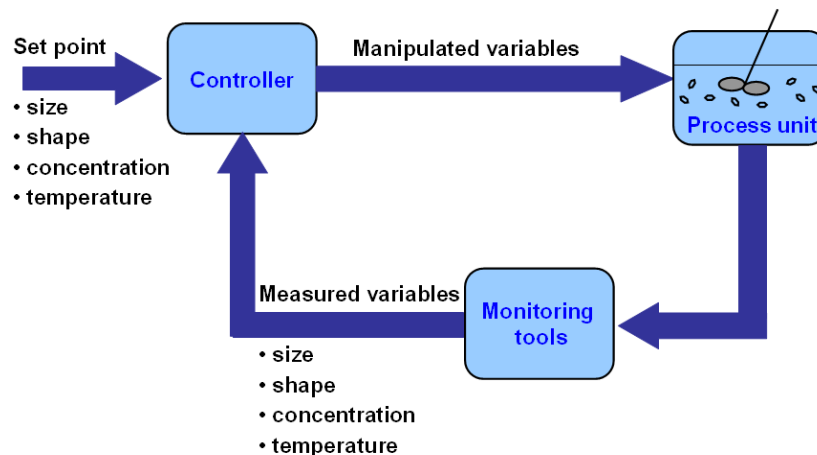 Set point
Controller
Manipulated variables
Process unit
• size
• shape
• concentration
• temperature
Measured variables
Monitoring
tools
• size
• shape
• concentration
• temperature